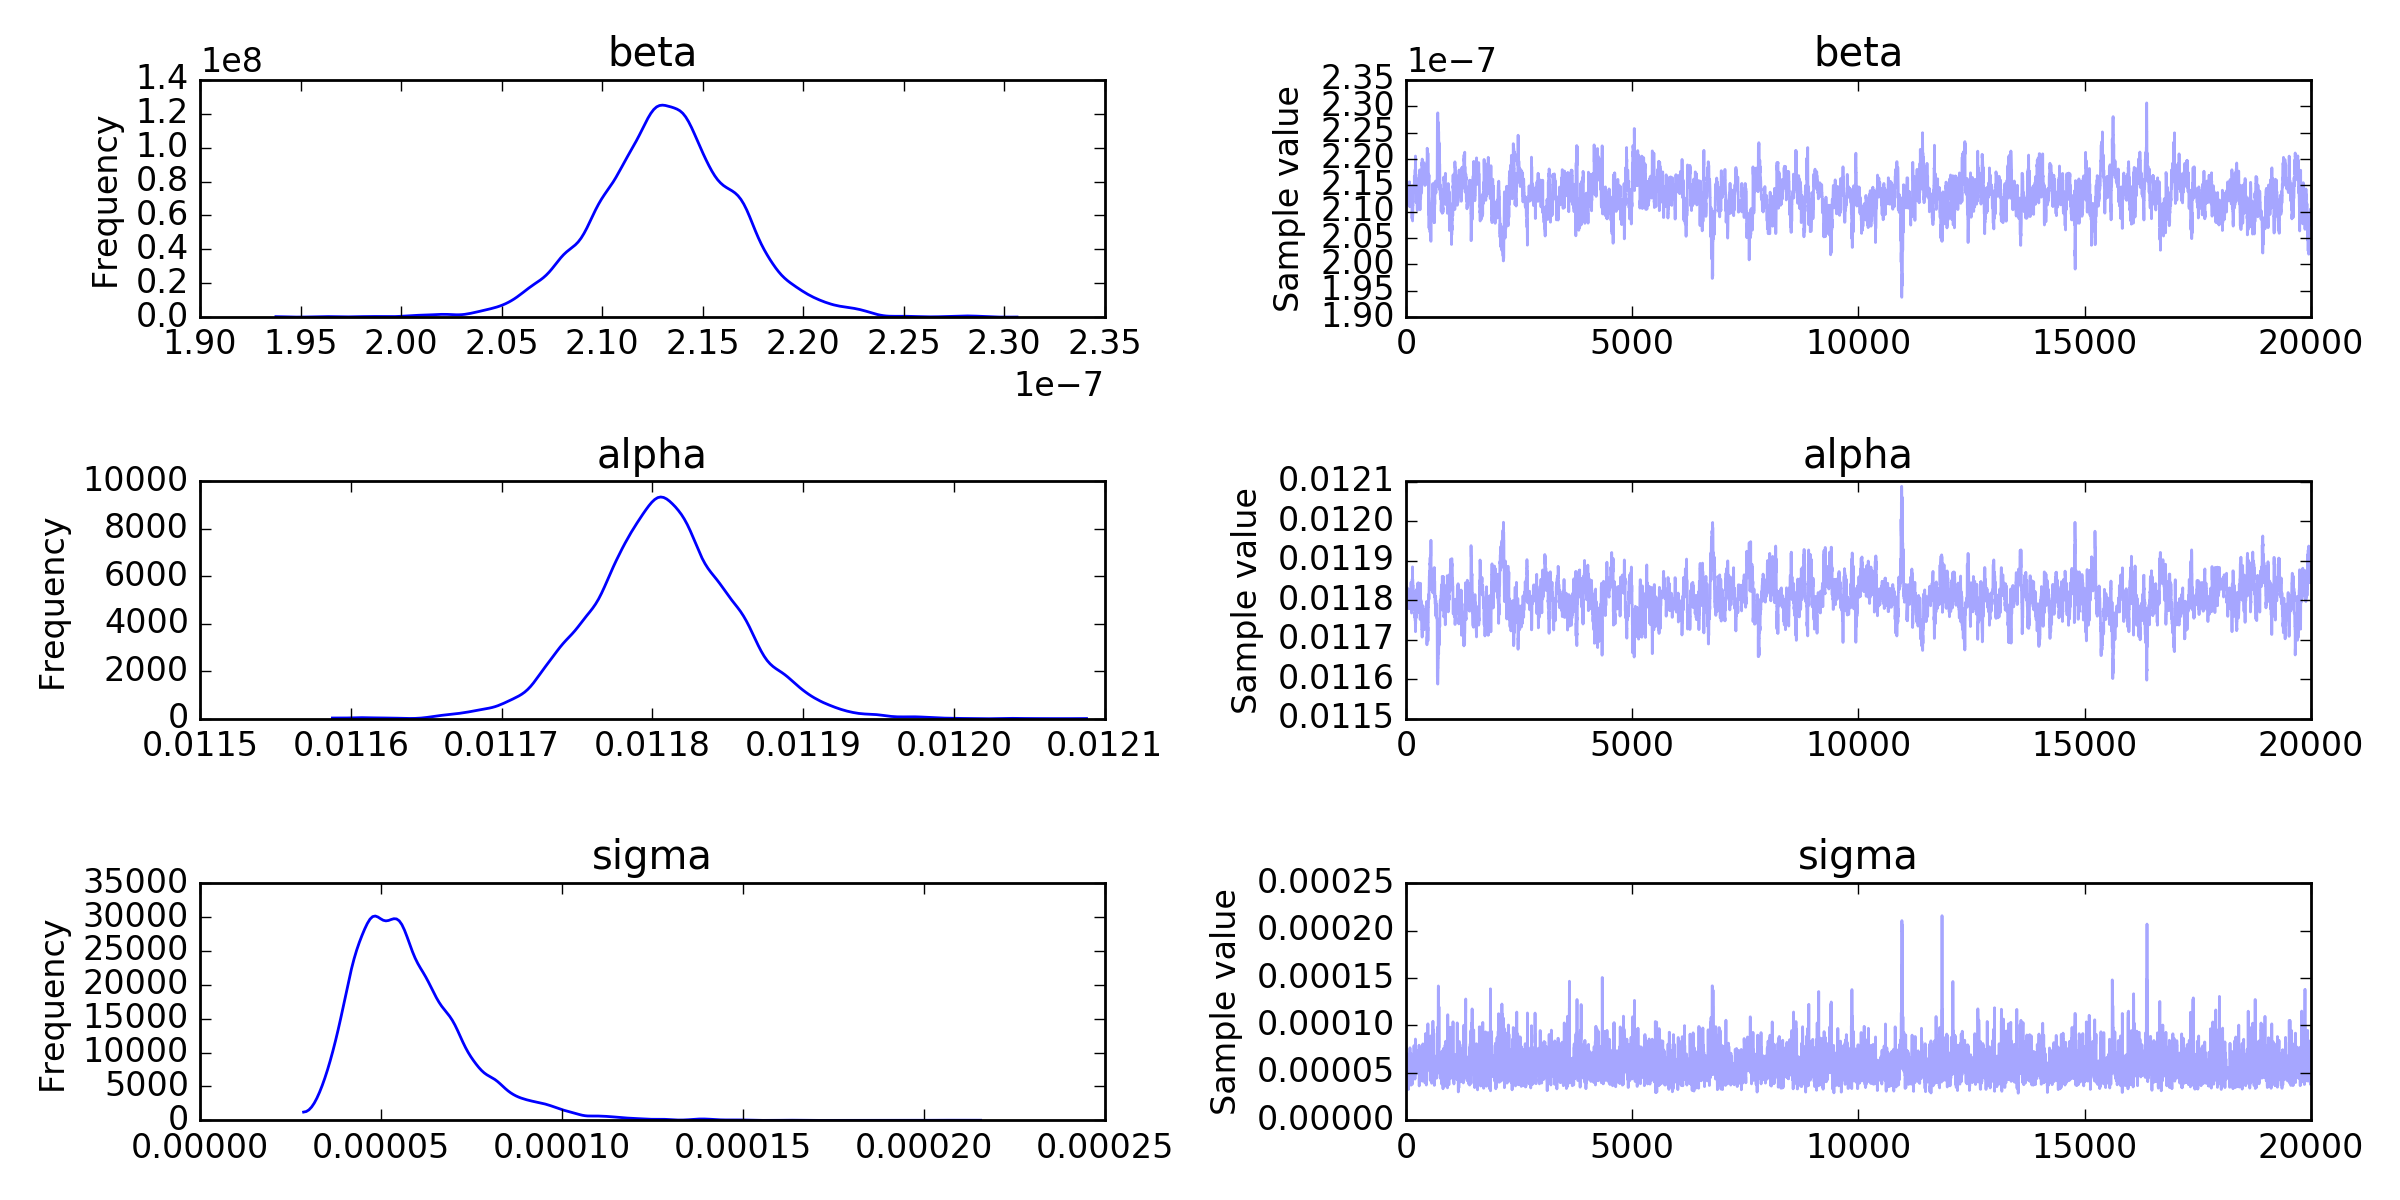 beta
1e8
1.4
1.2
1.0
0.8
0.6
0.4
0.2
0.0
Frequency
1.90 1.95 2.00 2.05 2.10 2.15 2.20 2.25 2.30 2.35
1e−7
beta
1e−7
2.35
2.30
2.25
2.20
2.15
2.10
2.05
2.00
1.95
1.90
Sample value
0 5000 10000 15000 20000
alpha
10000
8000
6000
4000
2000
0
Frequency
0.0115 0.0116 0.0117 0.0118 0.0119 0.0120 0.0121
alpha
0.0121
0.0120
0.0119
0.0118
0.0117
0.0116
0.0115
Sample value
0 5000 10000 15000 20000
sigma
35000
30000
25000
20000
15000
10000
5000
0
Frequency
0.00000 0.00005 0.00010 0.00015 0.00020 0.00025
sigma
0.00025
0.00020
0.00015
0.00010
0.00005
0.00000
Sample value
0 5000 10000 15000 20000